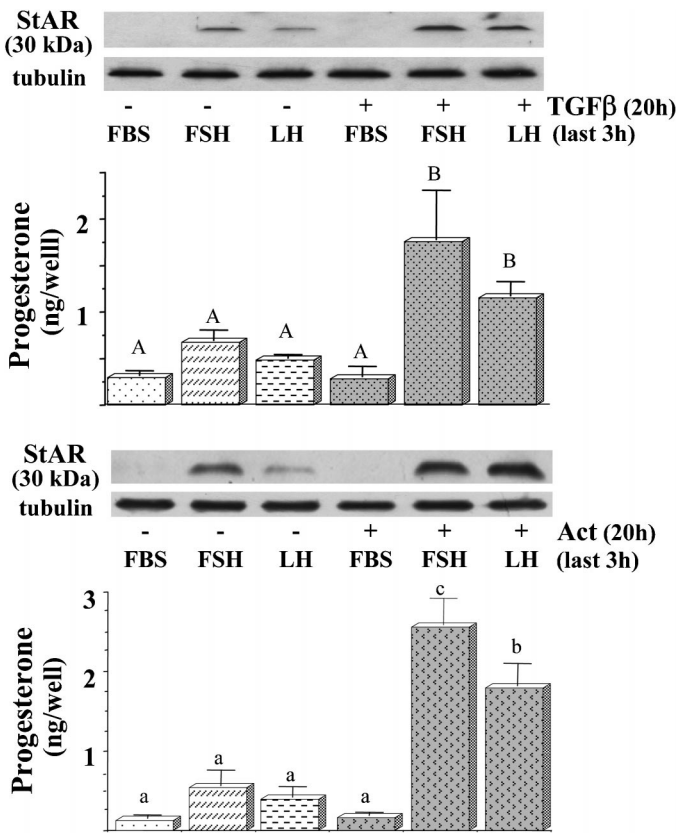 StAR
(30 kDa)
tubulin
- - - + + + TGFβ (20h)
FBS FSH LH FBS FSH LH (last 3h)
Progesterone
(ng/welll)
2
1
A A A A B B
StAR
(30 kDa)
tubulin
- - - + + + Act (20h)
FBS FSH LH FBS FSH LH (last 3h)
Progesterone
(ng/well)
3
2
1
a a a a c b